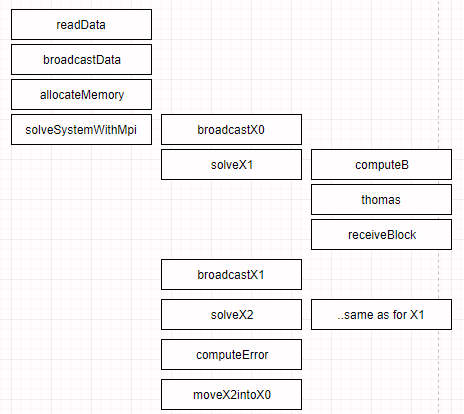 readData
broadcastData
allocateMemory
solveSystemWithMpi
broadcastX0
solveX1
computeB
thomas
receiveBlock
broadcastX1
solveX2
..same as for X1
computeError
moveX2intoX0